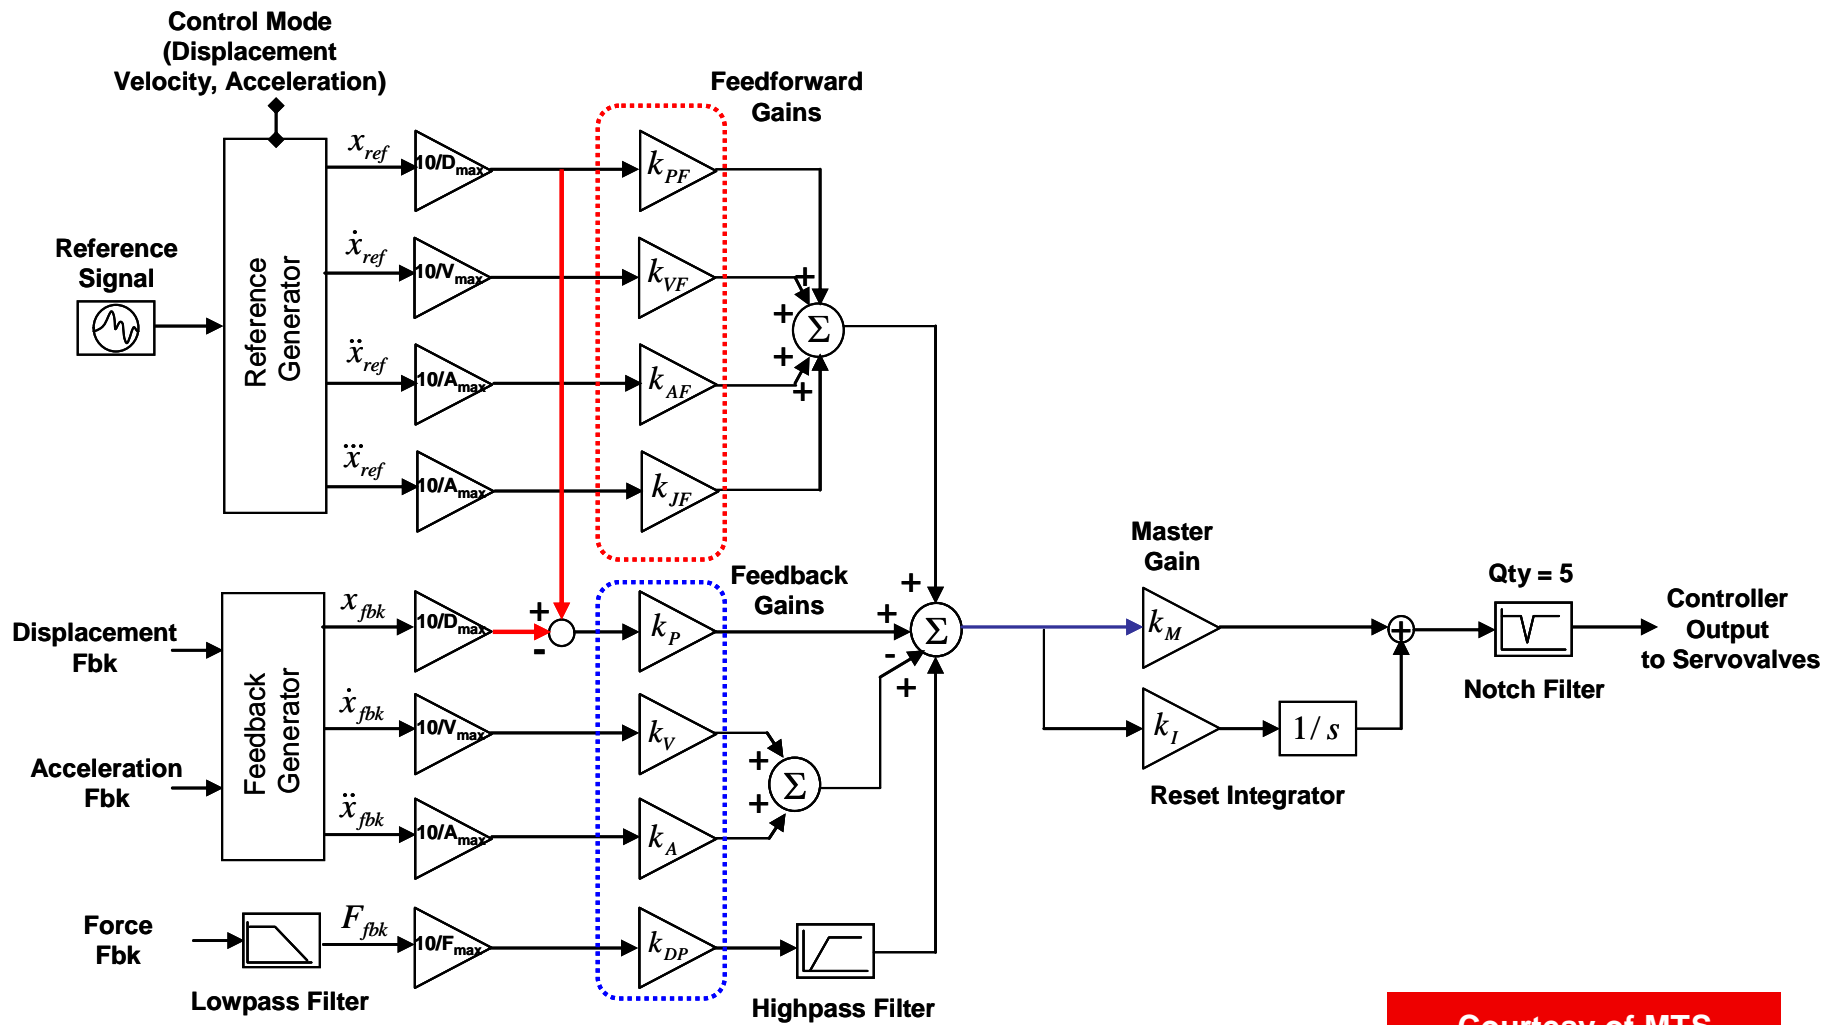 Control Mode
(Displacement
Velocity, Acceleration)
Feedforward
Gains
Reference
Signal
Reference
Generator
x_ref
10/D_max
k_PF
ẋ_ref
10/V_max
k_VF
+
+
Σ
ẍ_ref
10/A_max
k_AF
+
+
x⃛_ref
10/A_max
k_JF
Feedback
Gains
Displacement
Fbk
Acceleration
Fbk
Feedback
Generator
x_fbk
10/D_max
+
-
k_P
+
+
-
+
Σ
ẋ_fbk
10/V_max
k_V
+
+
Σ
ẍ_fbk
10/A_max
k_A
Force
Fbk
Lowpass Filter
F_fbk
10/F_max
k_DP
Highpass Filter
Master
Gain
k_M
k_I
1/s
Reset Integrator
+
Qty = 5
Notch Filter
Controller
Output
to Servovalves
Courtesy of MTS